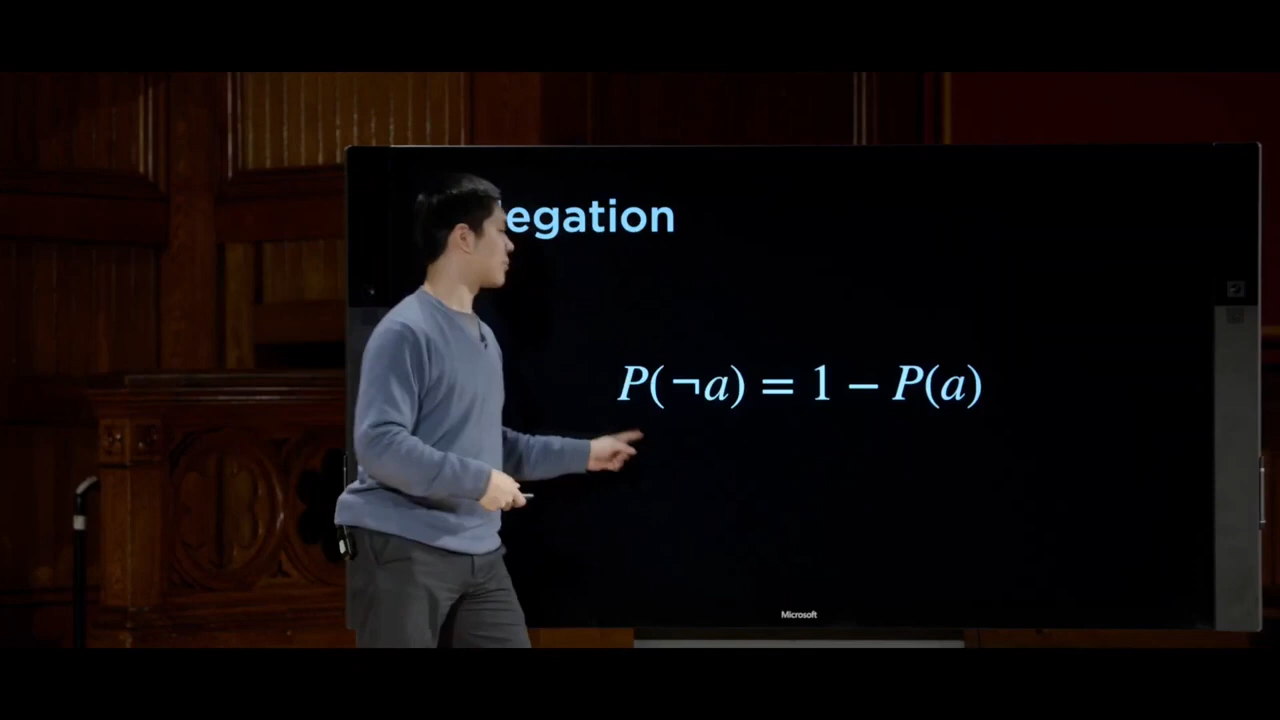 egation
P(¬a) = 1 − P(a)
Microsoft